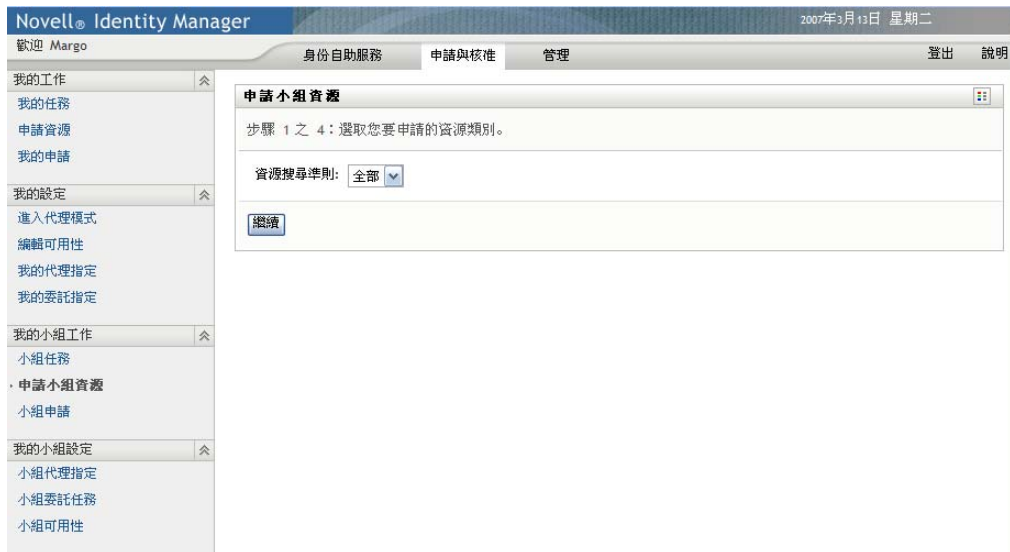 Novell® Identity Manager
2007年3月13日 星期二
歡迎 Margo
身份自助服務 申請與核准 管理 登出 說明
我的工作
我的任務
申請資源
我的申請
我的設定
進入代理模式
編輯可用性
我的代理指定
我的委託指定
我的小組工作
小組任務
申請小組資源
小組申請
我的小組設定
小組代理指定
小組委託任務
小組可用性
申請小組資源
步驟 1 之 4：選取您要申請的資源類別。
資源搜尋準則: 全部
繼續